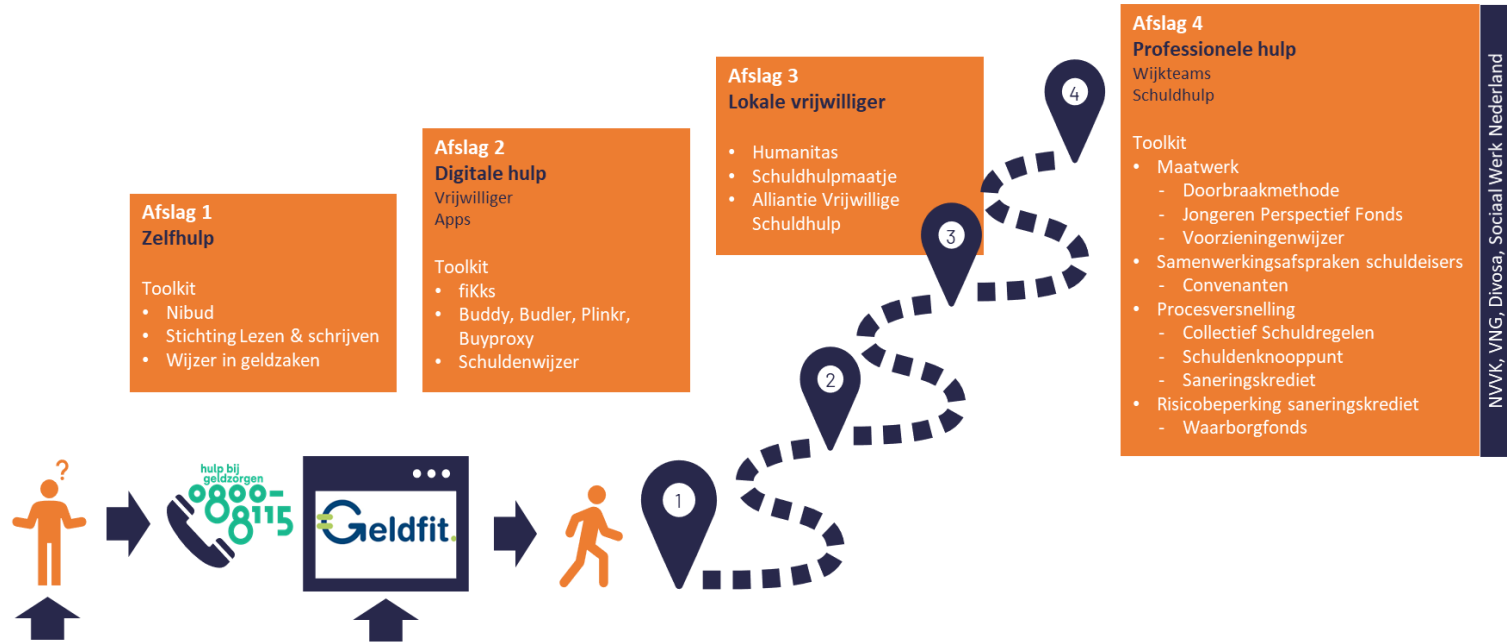 Afslag 1
Zelfhulp
Toolkit
• Nibud
• Stichting Lezen & schrijven
• Wijzer in geldzaken
Afslag 2
Digitale hulp
Vrijwilliger
Apps
Toolkit
• fiKks
• Buddy, Budler, Plinkr,
Buyproxy
• Schuldenwijzer
Afslag 3
Lokale vrijwilliger
• Humanitas
• Schuldhulpmaatje
• Alliantie Vrijwillige
Schuldhulp
Afslag 4
Professionele hulp
Wijkteams
Schuldhulp
Toolkit
• Maatwerk
- Doorbraakmethode
- Jongeren Perspectief Fonds
- Voorzieningenwijzer
• Samenwerkingsafspraken schuldeisers
- Convenanten
• Procesversnelling
- Collectief Schuldregelen
- Schuldenknooppunt
- Saneringskrediet
• Risicobeperking saneringskrediet
- Waarborgfonds
NVVK, VNG, Divosa, Sociaal Werk Nederland
?
hulp bij
geldzorgen
0800-
8115
Geldfit.
1
2
3
4